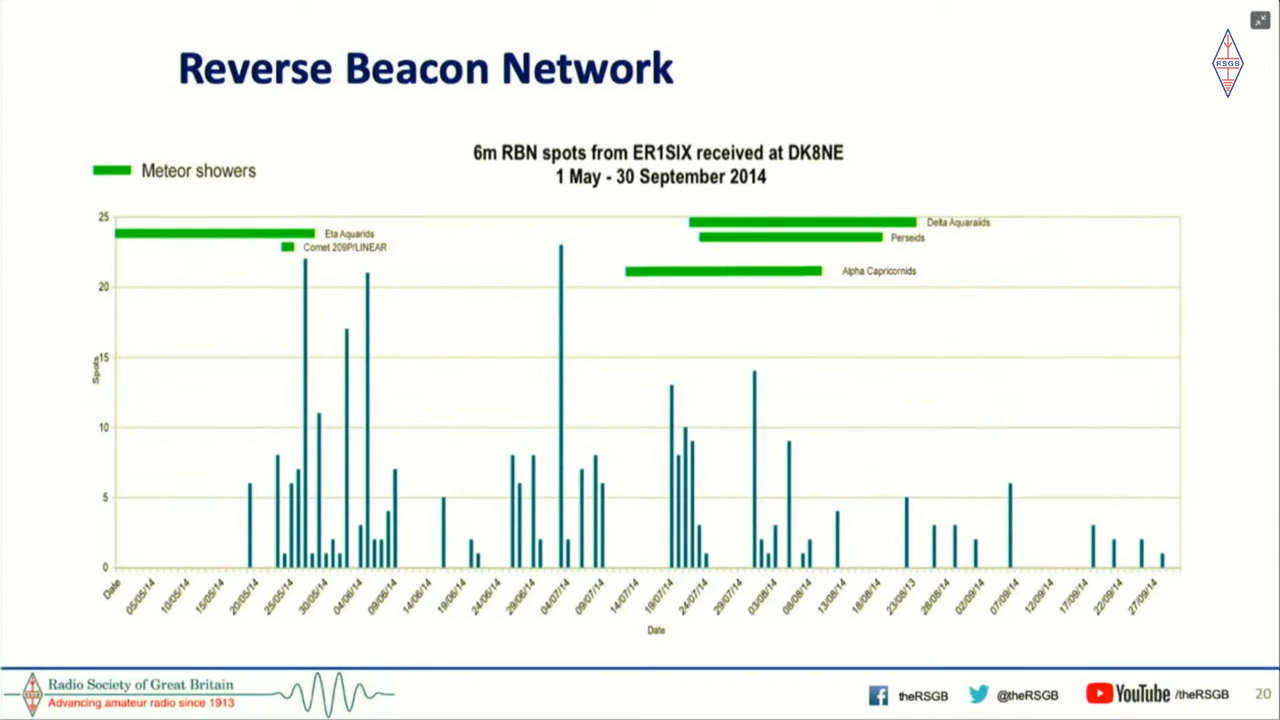 Reverse Beacon Network
RSGB
6m RBN spots from ER1SIX received at DK8NE
1 May - 30 September 2014
Meteor showers
25
20
15
10
5
0
Spots
Eta Aquarids
Comet 209P/LINEAR
Delta Aquaraiids
Perseids
Alpha Capricornids
Date
05/05/14
10/05/14
15/05/14
20/05/14
25/05/14
30/05/14
04/06/14
09/06/14
14/06/14
19/06/14
24/06/14
29/06/14
04/07/14
09/07/14
14/07/14
19/07/14
24/07/14
29/07/14
03/08/14
08/08/14
13/08/14
18/08/14
23/08/13
28/08/14
02/09/14
07/09/14
12/09/14
17/09/14
22/09/14
27/09/14
Date
RSGB
Radio Society of Great Britain
Advancing amateur radio since 1913
theRSGB
@theRSGB
YouTube /theRSGB
20